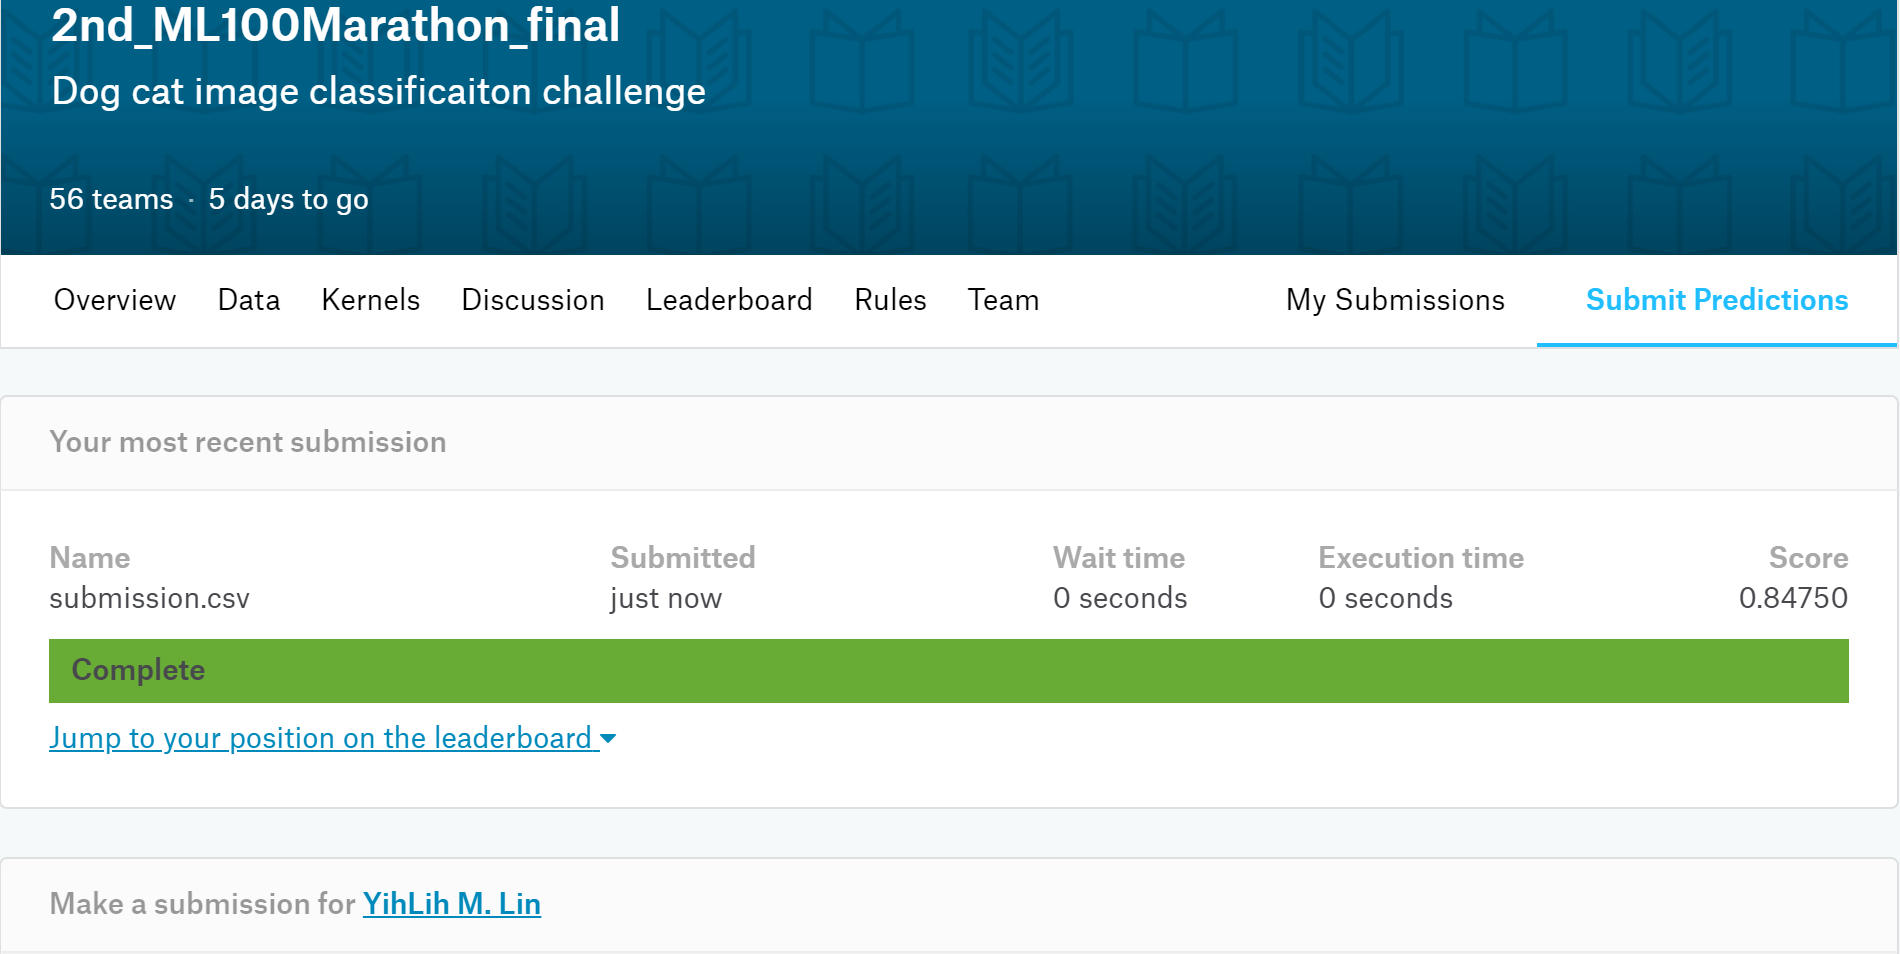 2nd_ML100Marathon_final
Dog cat image classificaiton challenge
56 teams · 5 days to go
Overview Data Kernels Discussion Leaderboard Rules Team My Submissions Submit Predictions
Your most recent submission
Name Submitted Wait time Execution time Score
submission.csv just now 0 seconds 0 seconds 0.84750
Complete
Jump to your position on the leaderboard
Make a submission for YihLih M. Lin